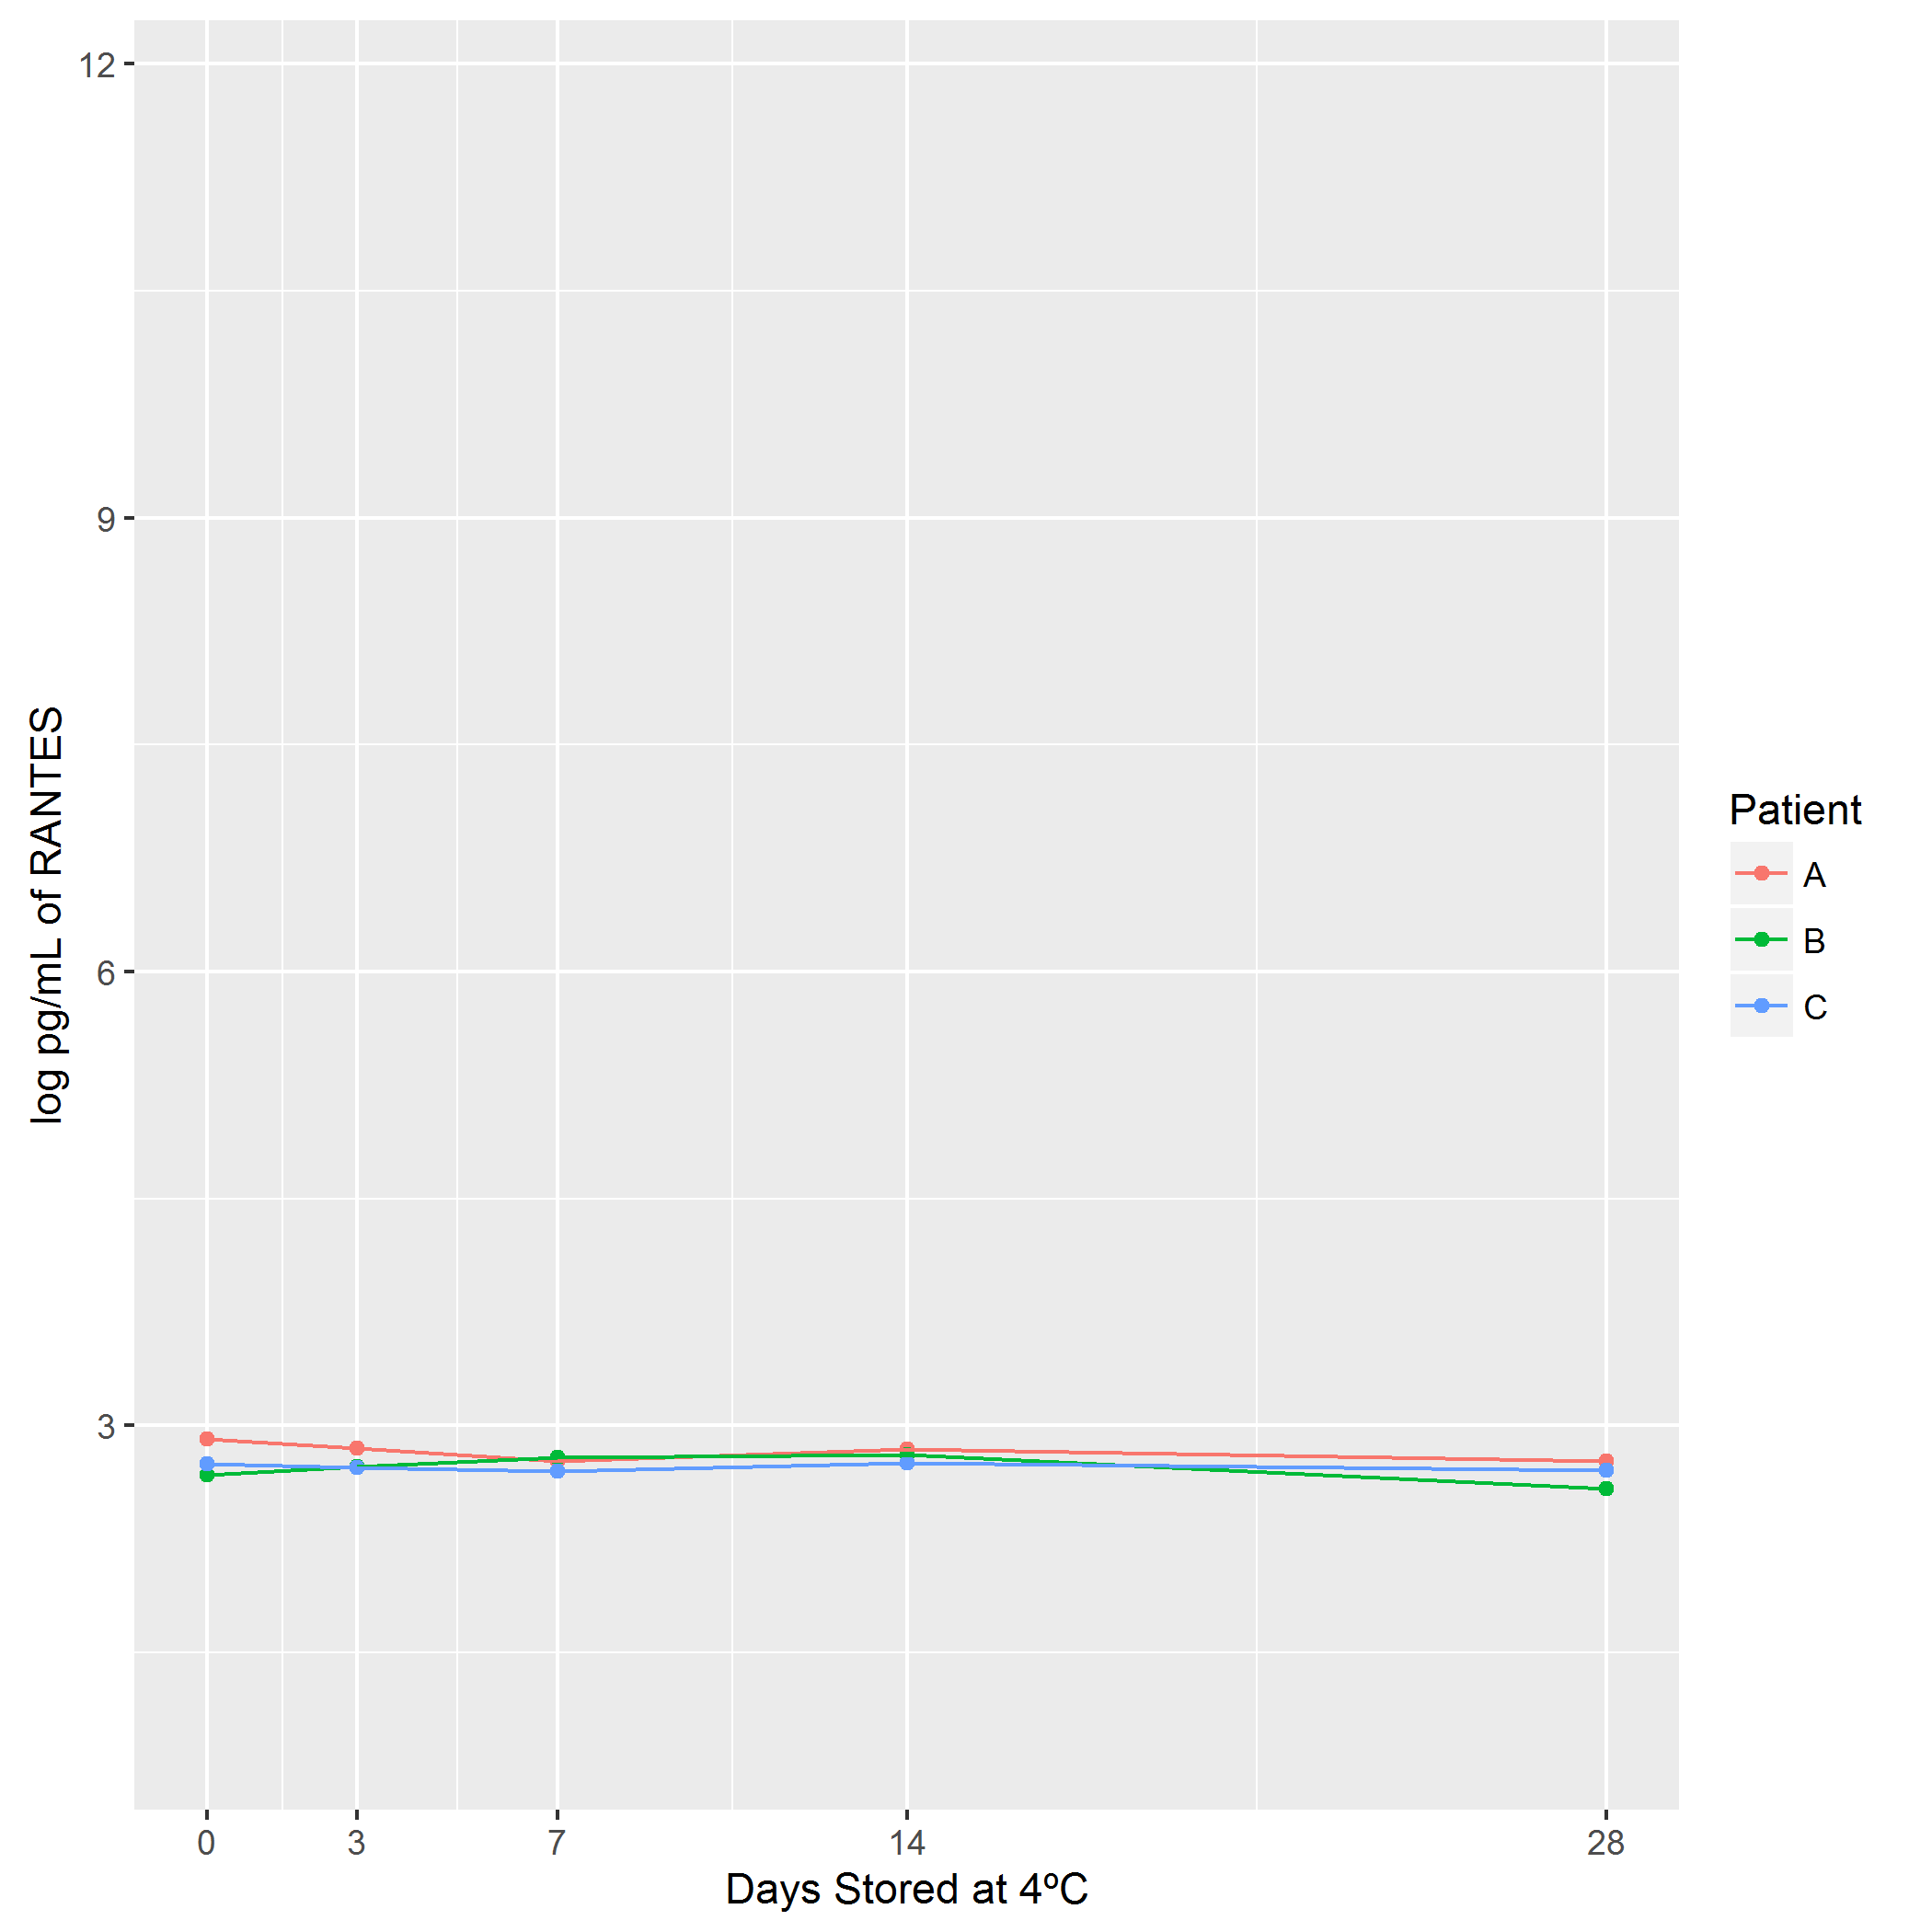 12
9
6
3
log pg/mL of RANTES
0 3 7 14 28
Days Stored at 4ºC
Patient
A
B
C